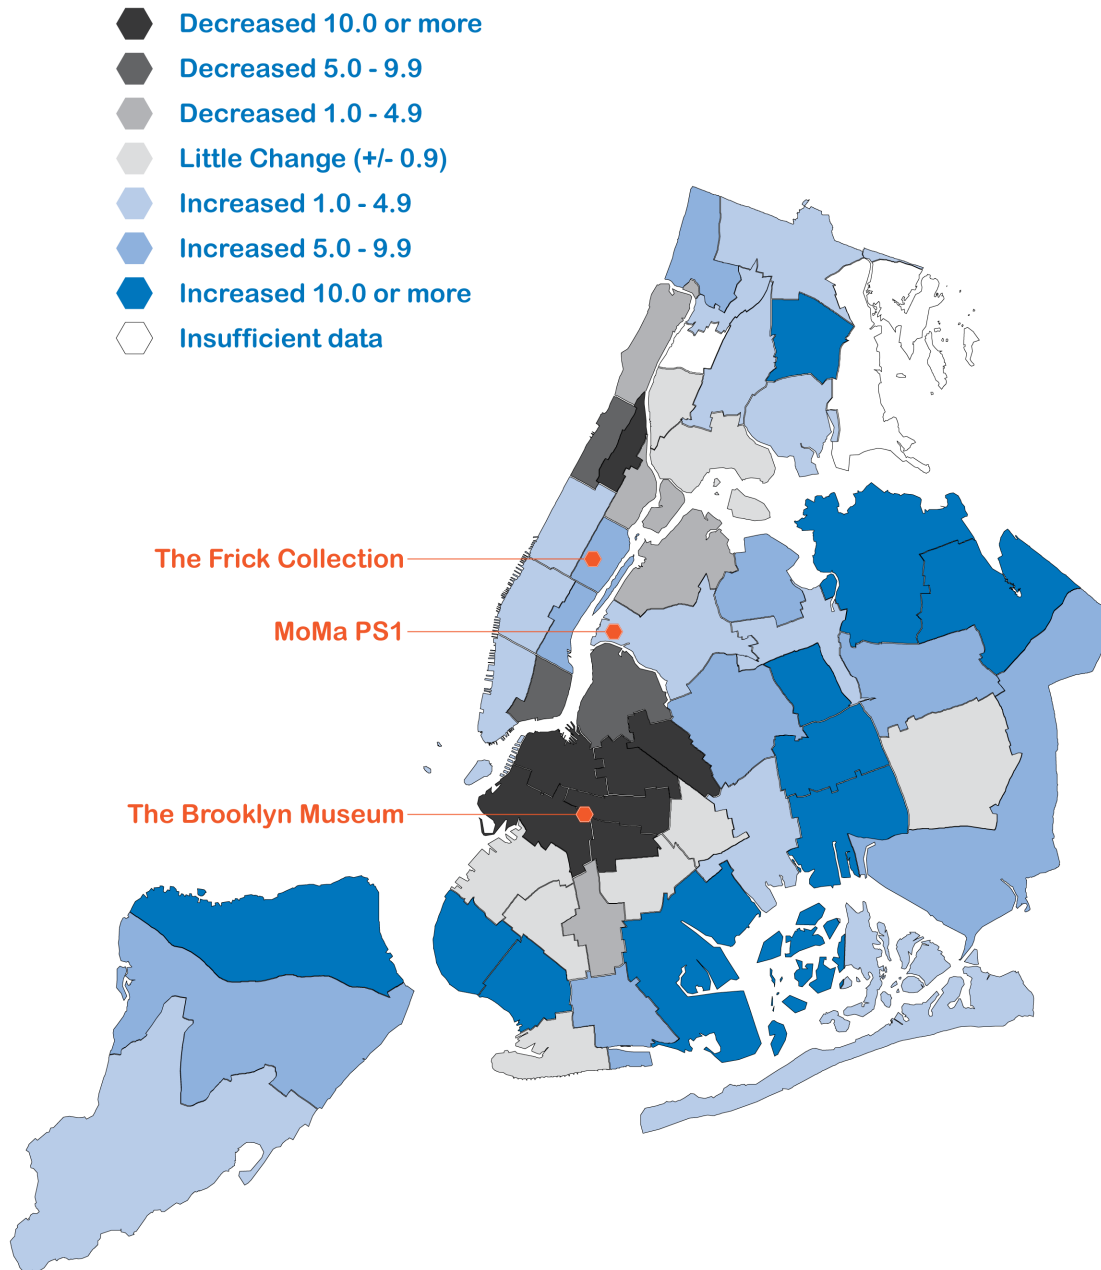 Decreased 10.0 or more
Decreased 5.0 - 9.9
Decreased 1.0 - 4.9
Little Change (+/- 0.9)
Increased 1.0 - 4.9
Increased 5.0 - 9.9
Increased 10.0 or more
Insufficient data
The Frick Collection
MoMa PS1
The Brooklyn Museum